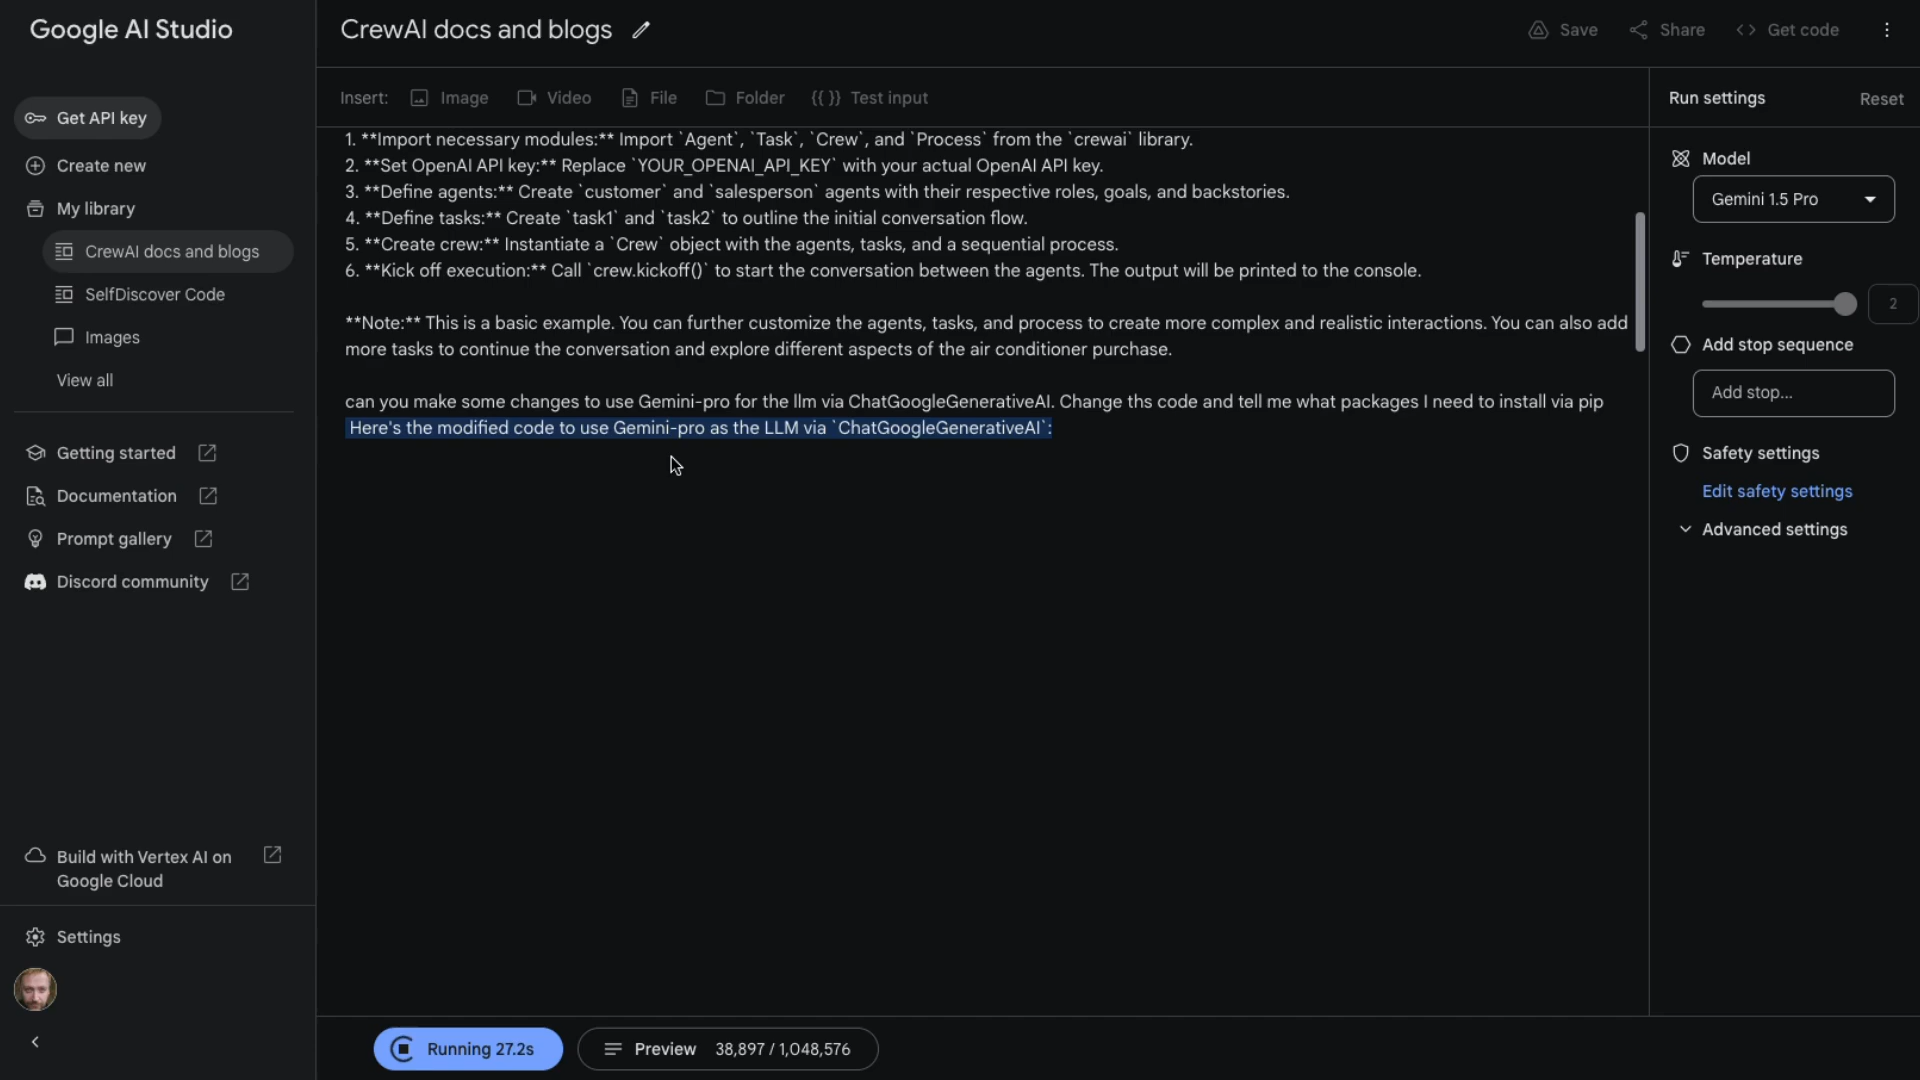 Google AI Studio
CrewAI docs and blogs
Save
Share
Get code
Get API key
Create new
My library
CrewAI docs and blogs
SelfDiscover Code
Images
View all
Getting started
Documentation
Prompt gallery
Discord community
Build with Vertex AI on
Google Cloud
Settings
Insert:
Image
Video
File
Folder
{{ }} Test input
1. **Import necessary modules:** Import `Agent`, `Task`, `Crew`, and `Process` from the `crewai` library.
2. **Set OpenAI API key:** Replace `YOUR_OPENAI_API_KEY` with your actual OpenAI API key.
3. **Define agents:** Create `customer` and `salesperson` agents with their respective roles, goals, and backstories.
4. **Define tasks:** Create `task1` and `task2` to outline the initial conversation flow.
5. **Create crew:** Instantiate a `Crew` object with the agents, tasks, and a sequential process.
6. **Kick off execution:** Call `crew.kickoff()` to start the conversation between the agents. The output will be printed to the console.
**Note:** This is a basic example. You can further customize the agents, tasks, and process to create more complex and realistic interactions. You can also add
more tasks to continue the conversation and explore different aspects of the air conditioner purchase.
can you make some changes to use Gemini-pro for the llm via ChatGoogleGenerativeAI. Change ths code and tell me what packages I need to install via pip
Here's the modified code to use Gemini-pro as the LLM via `ChatGoogleGenerativeAI`:
Running 27.2s
Preview 38,897 / 1,048,576
Run settings
Reset
Model
Gemini 1.5 Pro
Temperature
2
Add stop sequence
Add stop...
Safety settings
Edit safety settings
Advanced settings